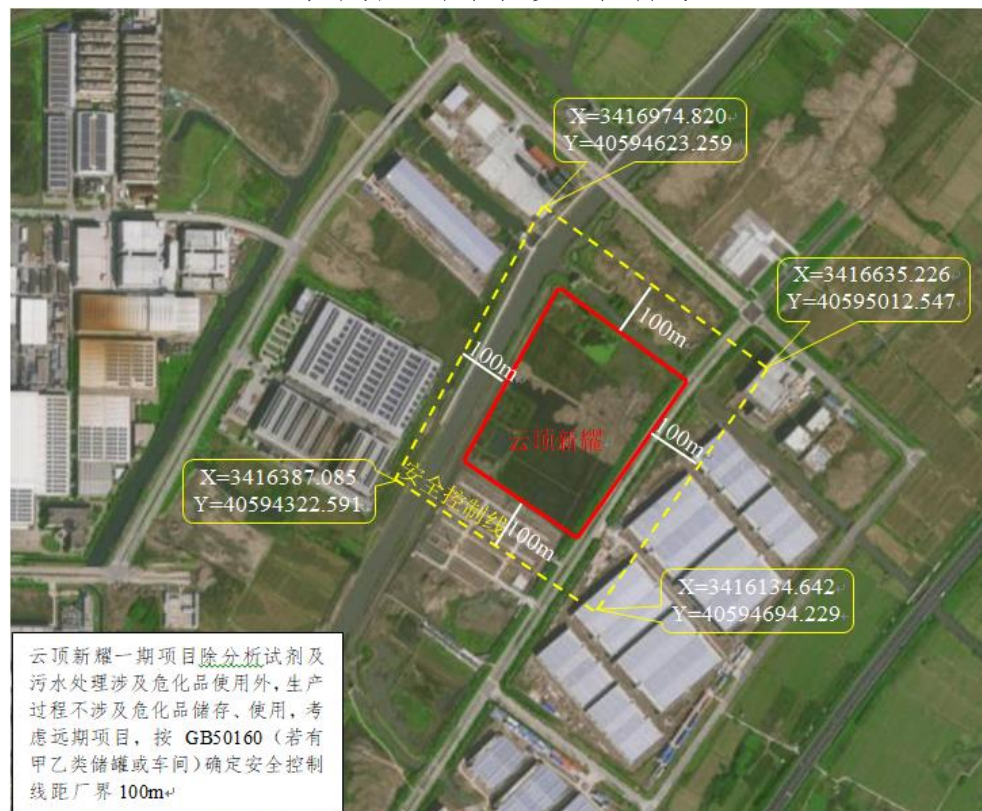 X=3416974.820
Y=40594623.259
X=3416635.226
Y=40595012.547
100m
100m
云顶新耀
100m
X=3416387.085
Y=40594322.591
安全控制线
100m
X=3416134.642
Y=40594694.229
云顶新耀一期项目除分析试剂及
污水处理涉及危化品使用外，生产
过程不涉及危化品储存、使用，考
虑远期项目，按 GB50160（若有
甲乙类储罐或车间）确定安全控制
线距厂界 100m